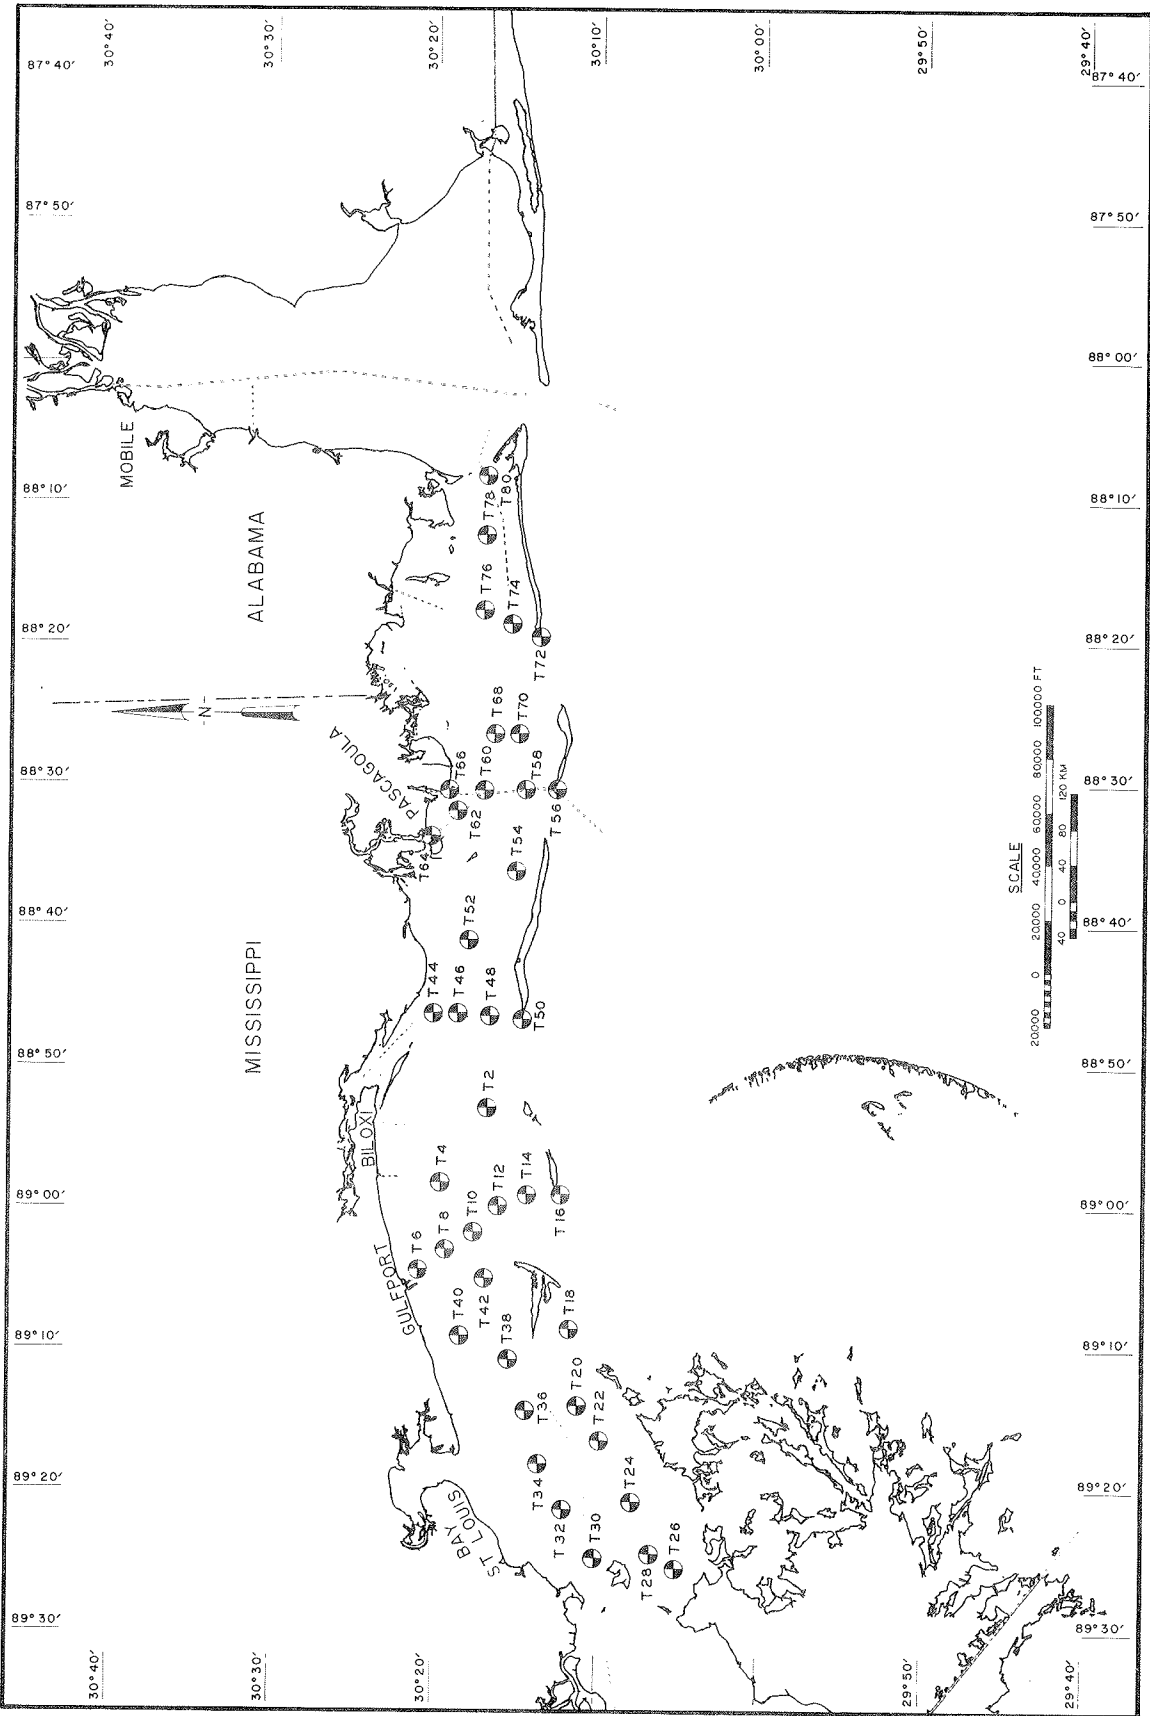 87° 40′
30° 40′
30° 30′
30° 20′
30° 10′
30° 00′
29° 50′
29° 40′
87° 40′
87° 50′
87° 50′
88° 00′
88° 00′
88° 10′
88° 10′
88° 20′
88° 20′
88° 30′
88° 30′
88° 40′
88° 40′
88° 50′
88° 50′
89° 00′
89° 00′
89° 10′
89° 10′
89° 20′
89° 20′
89° 30′
89° 30′
30° 40′
30° 30′
30° 20′
29° 50′
29° 40′
MOBILE
ALABAMA
-N-
PASCAGOULA
MISSISSIPPI
BILOXI
GULFPORT
BAY
ST LOUIS
T80
T78
T76
T74
T72
T68
T70
T66
T60
T58
T56
T62
T64
T54
T52
T44
T46
T48
T50
T2
T4
T12
T14
T16
T10
T8
T6
T42
T40
T38
T18
T36
T20
T22
T34
T24
T32
T30
T28
T26
SCALE
20000 0 20000 40000 60000 80000 100000 FT
40 0 40 80 120 KM